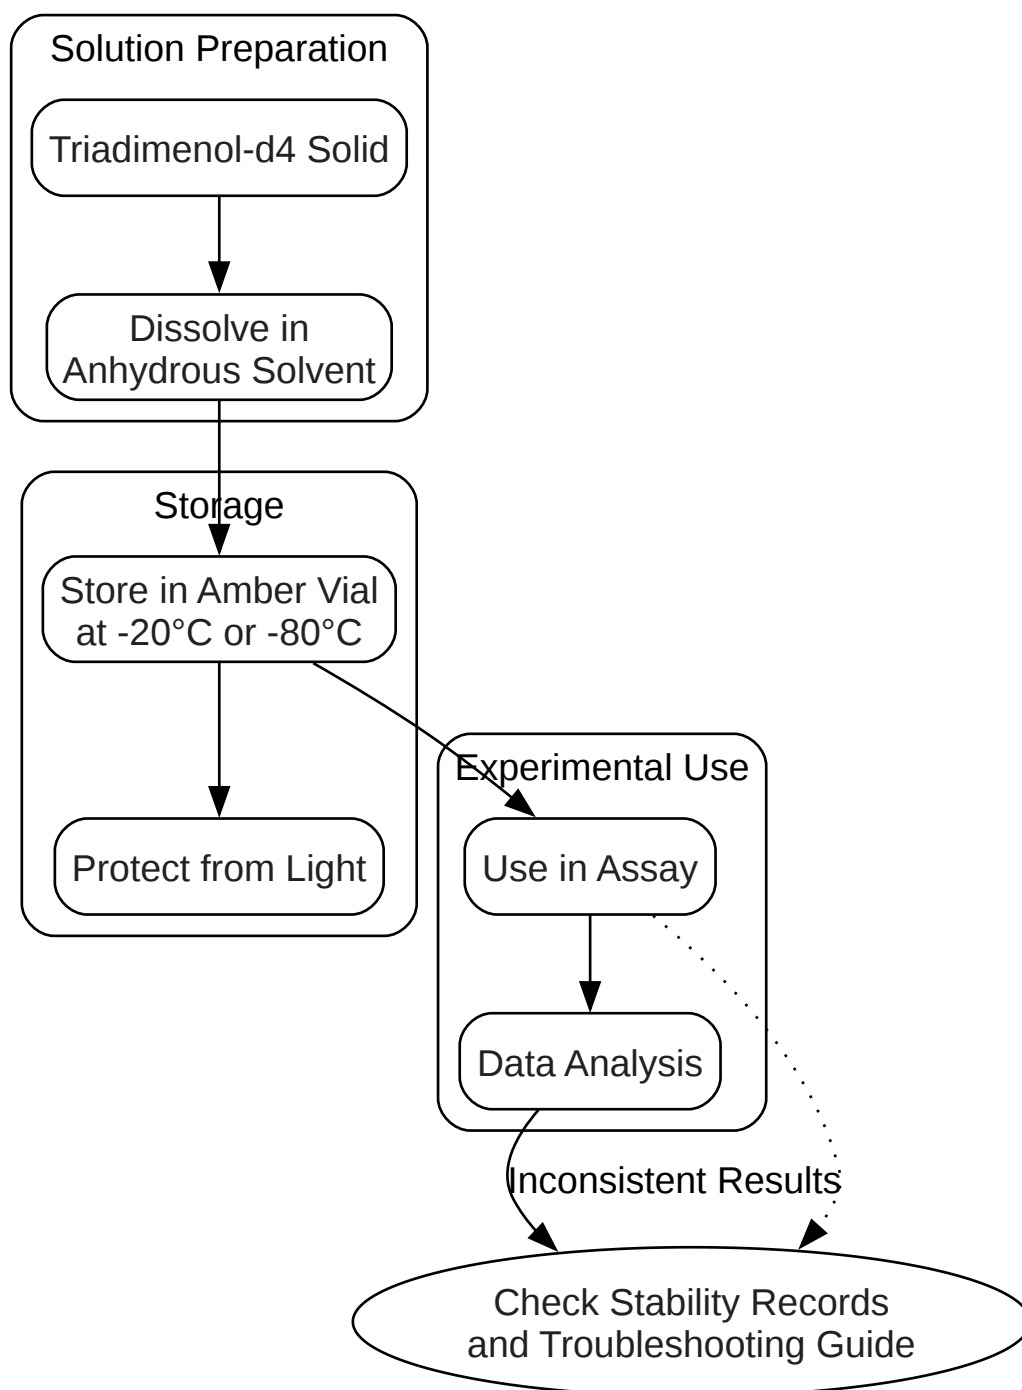 Solution Preparation
Triadimenol-d4 Solid
Dissolve in
Anhydrous Solvent
Storage
Store in Amber Vial
at -20°C or -80°C
Protect from Light
Experimental Use
Use in Assay
Data Analysis
Inconsistent Results
Check Stability Records
and Troubleshooting Guide